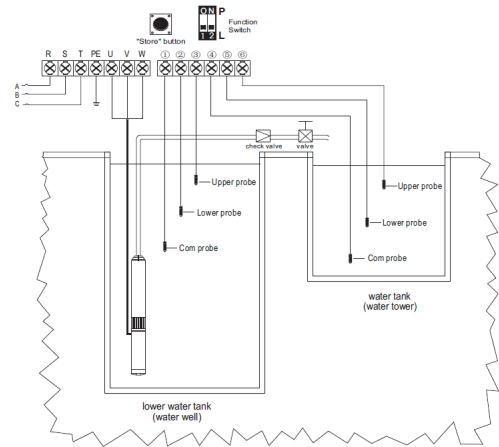 ON P
"Store" button
Function
Switch
1 2 L
R S T PE U V W ① ② ③ ④ ⑤ ⑥
A
B
C
check valve
valve
Upper probe
Upper probe
Lower probe
Lower probe
Com probe
Com probe
water tank
(water tower)
lower water tank
(water well)